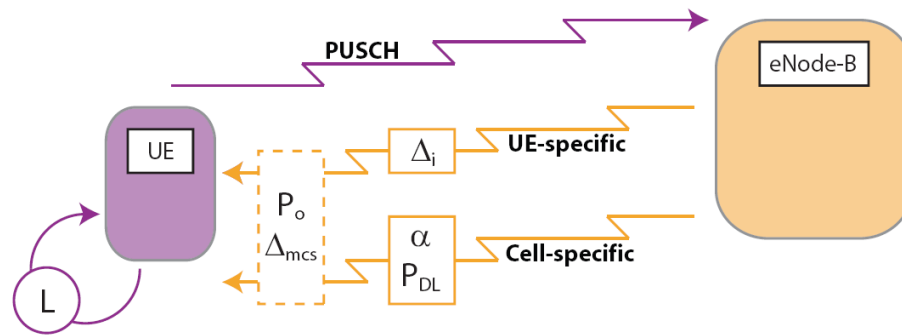 PUSCH
eNode-B
UE
Δi
UE-specific
Po
Δmcs
α
PDL
Cell-specific
L